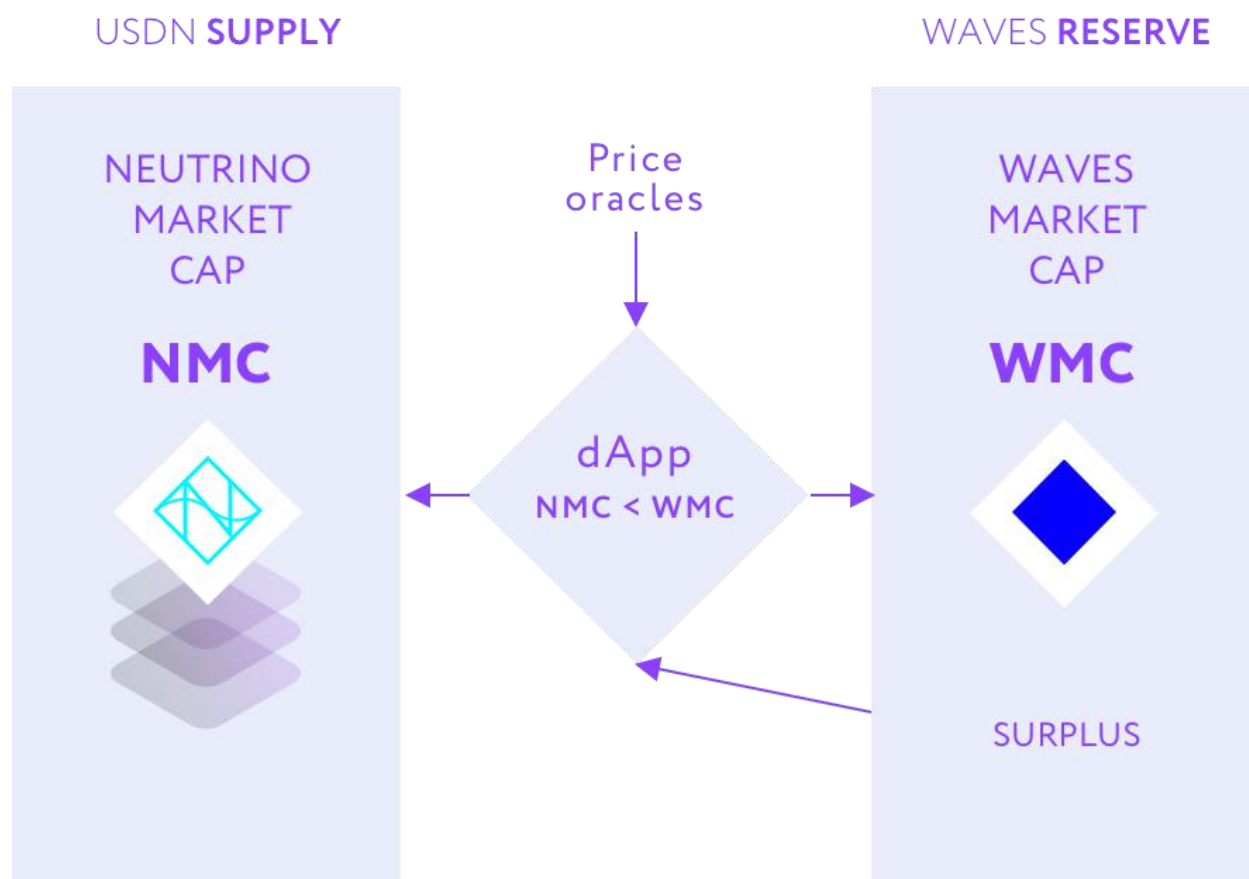 USDN SUPPLY
WAVES RESERVE
NEUTRINO
MARKET
CAP
NMC
Price
oracles
dApp
NMC < WMC
WAVES
MARKET
CAP
WMC
SURPLUS